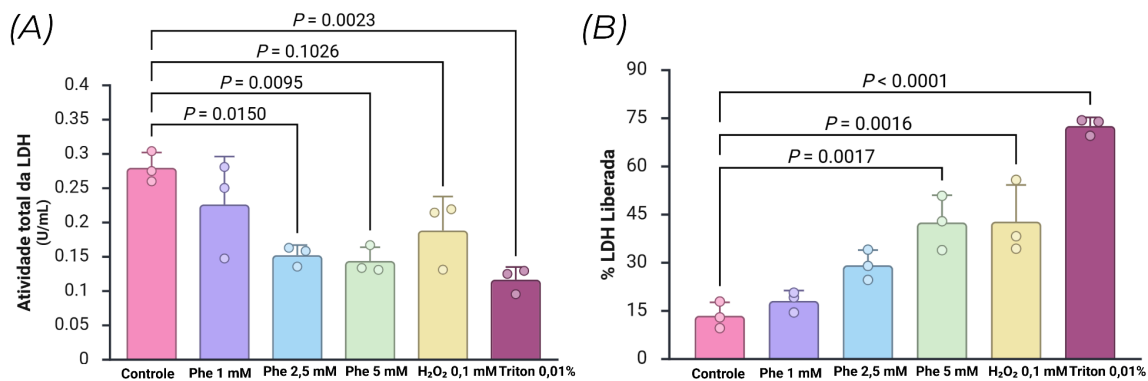 (A)
P = 0.0023
P = 0.1026
P = 0.0095
P = 0.0150
Atividade total da LDH
(U/mL)
0.4
0.35
0.3
0.25
0.2
0.15
0.1
0.05
0
Controle Phe 1 mM Phe 2,5 mM Phe 5 mM H₂O₂ 0,1 mM Triton 0,01%
(B)
P < 0.0001
P = 0.0016
P = 0.0017
% LDH Liberada
90
75
60
45
30
15
0
Controle Phe 1 mM Phe 2,5 mM Phe 5 mM H₂O₂ 0,1 mM Triton 0,01%